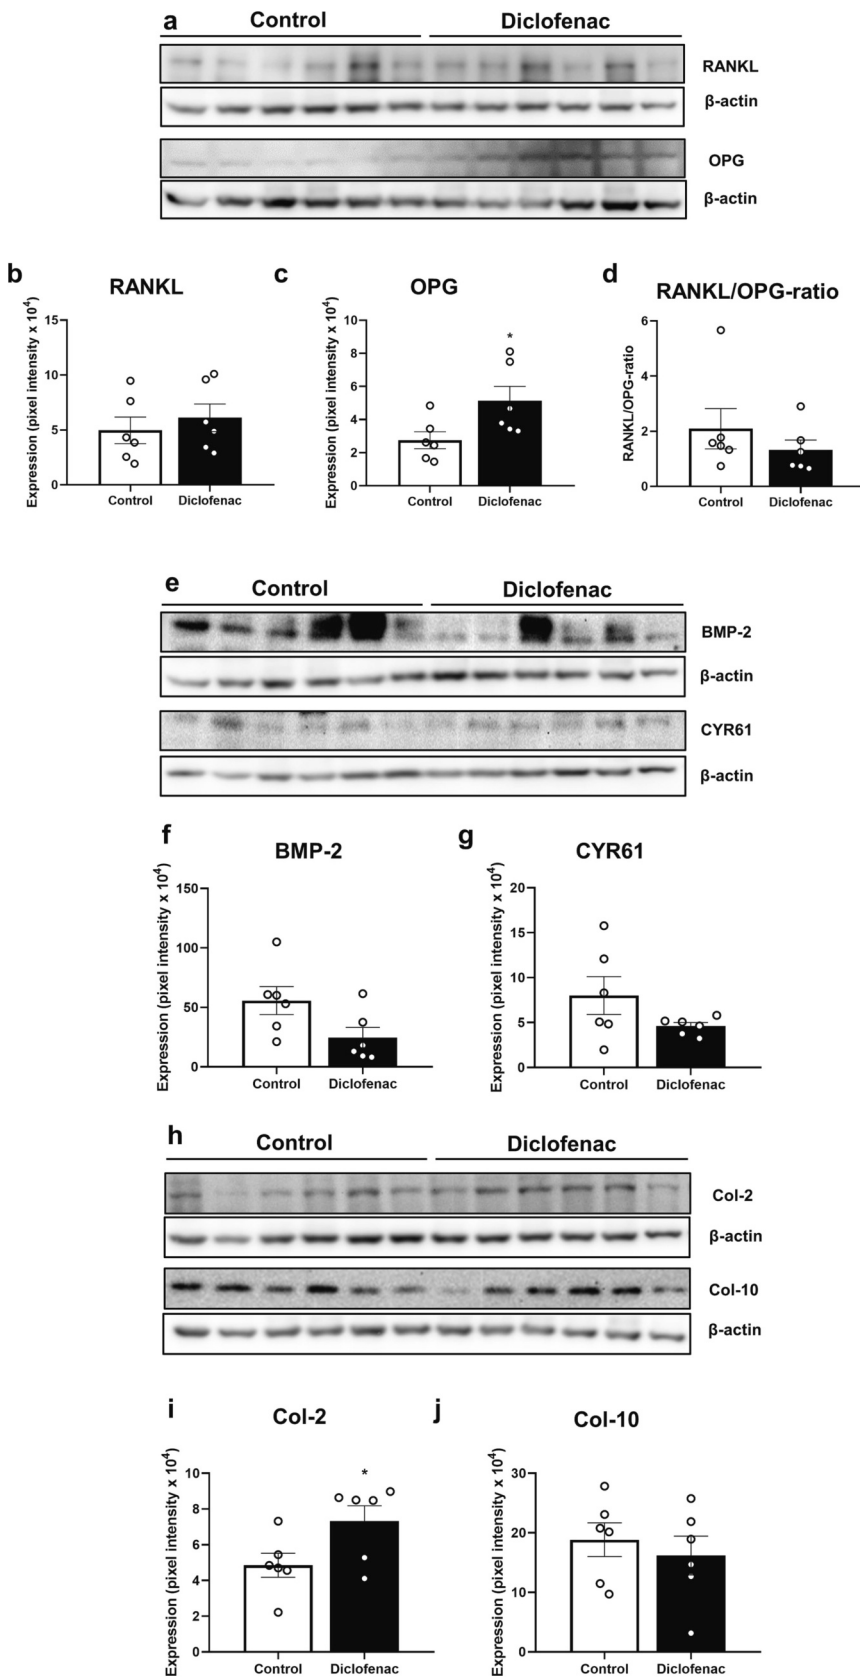 a Control Diclofenac
RANKL
β-actin
OPG
β-actin
b RANKL
Expression (pixel intensity x 10⁴)
15
10
5
0
Control Diclofenac
c OPG
Expression (pixel intensity x 10⁴)
10
8
6
4
2
0
*
Control Diclofenac
d RANKL/OPG-ratio
RANKL/OPG-ratio
6
4
2
0
Control Diclofenac
e Control Diclofenac
BMP-2
β-actin
CYR61
β-actin
f BMP-2
Expression (pixel intensity x 10⁴)
150
100
50
0
Control Diclofenac
g CYR61
Expression (pixel intensity x 10⁴)
20
15
10
5
0
Control Diclofenac
h Control Diclofenac
Col-2
β-actin
Col-10
β-actin
i Col-2
Expression (pixel intensity x 10⁴)
10
8
6
4
2
0
*
Control Diclofenac
j Col-10
Expression (pixel intensity x 10⁴)
30
20
10
0
Control Diclofenac